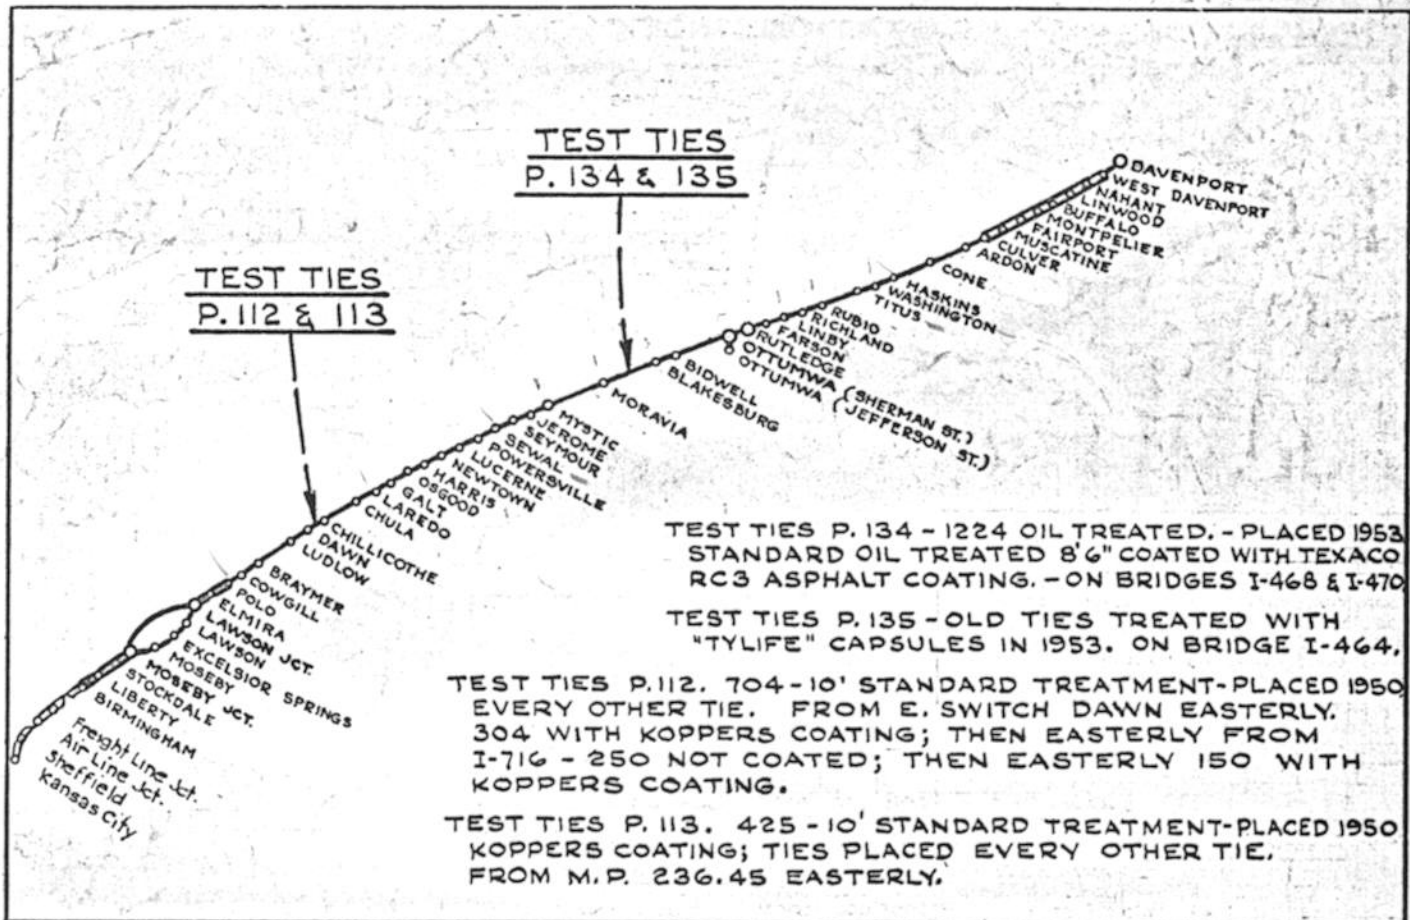 TEST TIES
P. 134 & 135
TEST TIES
P. 112 & 113
DAVENPORT
WEST DAVENPORT
NAHANT
LINWOOD
BUFFALO
MONTPELIER
FAIRPORT
MUSCATINE
CULVER
ARDON
CONE
HASKINS
WASHINGTON
TITUS
RUBIO
RICHLAND
LINBY
FARSON
RUTLEDGE
OTTUMWA (SHERMAN ST.)
OTTUMWA (JEFFERSON ST.)
BIDWELL
BLAKESBURG
MORAVIA
MYSTIC
JEROME
SEYMOUR
SEWAL
POWERSVILLE
LUCERNE
NEWTOWN
HARRIS
OSGOOD
GALT
LAREDO
CHULA
CHILLICOTHE
DAWN
LUDLOW
BRAYMER
COWGILL
POLO
ELMIRA
LAWSON JCT.
LAWSON
EXCELSIOR SPRINGS
MOSEBY
MOSEBY JCT.
STOCKDALE
LIBERTY
BIRMINGHAM
Freight Line Jct.
Air Line Jct.
Sheffield
Kansas City
TEST TIES P. 134 - 1224 OIL TREATED. - PLACED 1953
STANDARD OIL TREATED 8'6" COATED WITH TEXACO
RC3 ASPHALT COATING. - ON BRIDGES I-468 & I-470
TEST TIES P. 135 - OLD TIES TREATED WITH
"TYLIFE" CAPSULES IN 1953. ON BRIDGE I-464.
TEST TIES P. 112. 704-10' STANDARD TREATMENT-PLACED 1950
EVERY OTHER TIE. FROM E. SWITCH DAWN EASTERLY.
304 WITH KOPPERS COATING; THEN EASTERLY FROM
I-716 - 250 NOT COATED; THEN EASTERLY 150 WITH
KOPPERS COATING.
TEST TIES P. 113. 425-10' STANDARD TREATMENT-PLACED 1950
KOPPERS COATING; TIES PLACED EVERY OTHER TIE.
FROM M.P. 236.45 EASTERLY.